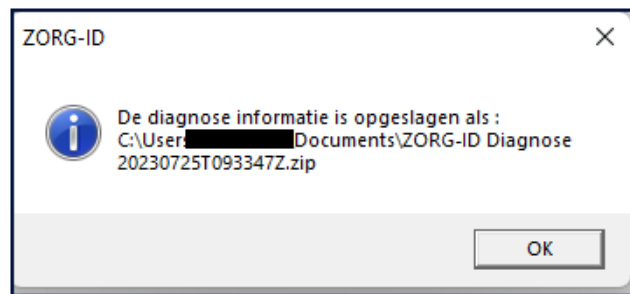 ZORG-ID
De diagnose informatie is opgeslagen als :
C:\Users Documents\ZORG-ID Diagnose
20230725T093347Z.zip
OK